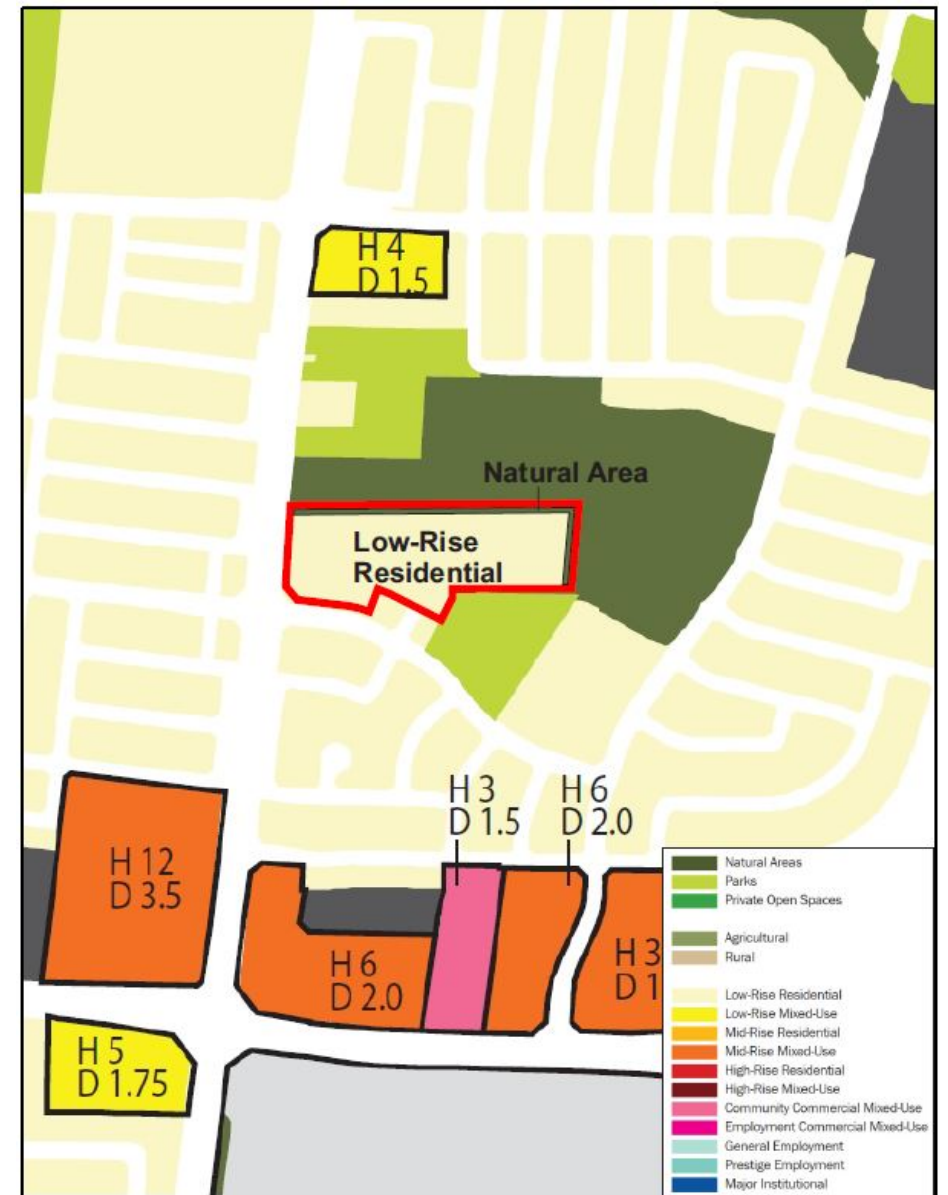 H 4
D 1.5
Natural Area
Low-Rise
Residential
H 3
D 1.5
H 6
D 2.0
H 12
D 3.5
H 6
D 2.0
H 3
D 1
H 5
D 1.75
Natural Areas
Parks
Private Open Spaces
Agricultural
Rural
Low-Rise Residential
Low-Rise Mixed-Use
Mid-Rise Residential
Mid-Rise Mixed-Use
High-Rise Residential
High-Rise Mixed-Use
Community Commercial Mixed-Use
Employment Commercial Mixed-Use
General Employment
Prestige Employment
Major Institutional